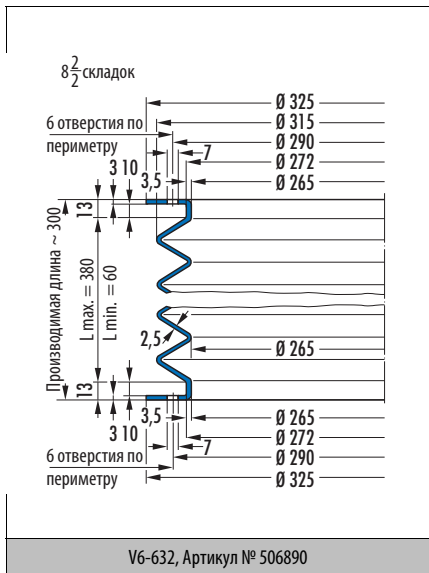 8 2/2 складок
Ø 325
Ø 315
6 отверстия по
периметру
Ø 290
7
Ø 272
3 10
3,5
Ø 265
13
Производимая длина ~ 300
L max. = 380
L min. = 60
2,5
Ø 265
13
3,5
Ø 265
3 10
7
Ø 272
6 отверстия по
периметру
Ø 290
Ø 325
V6-632, Артикул № 506890